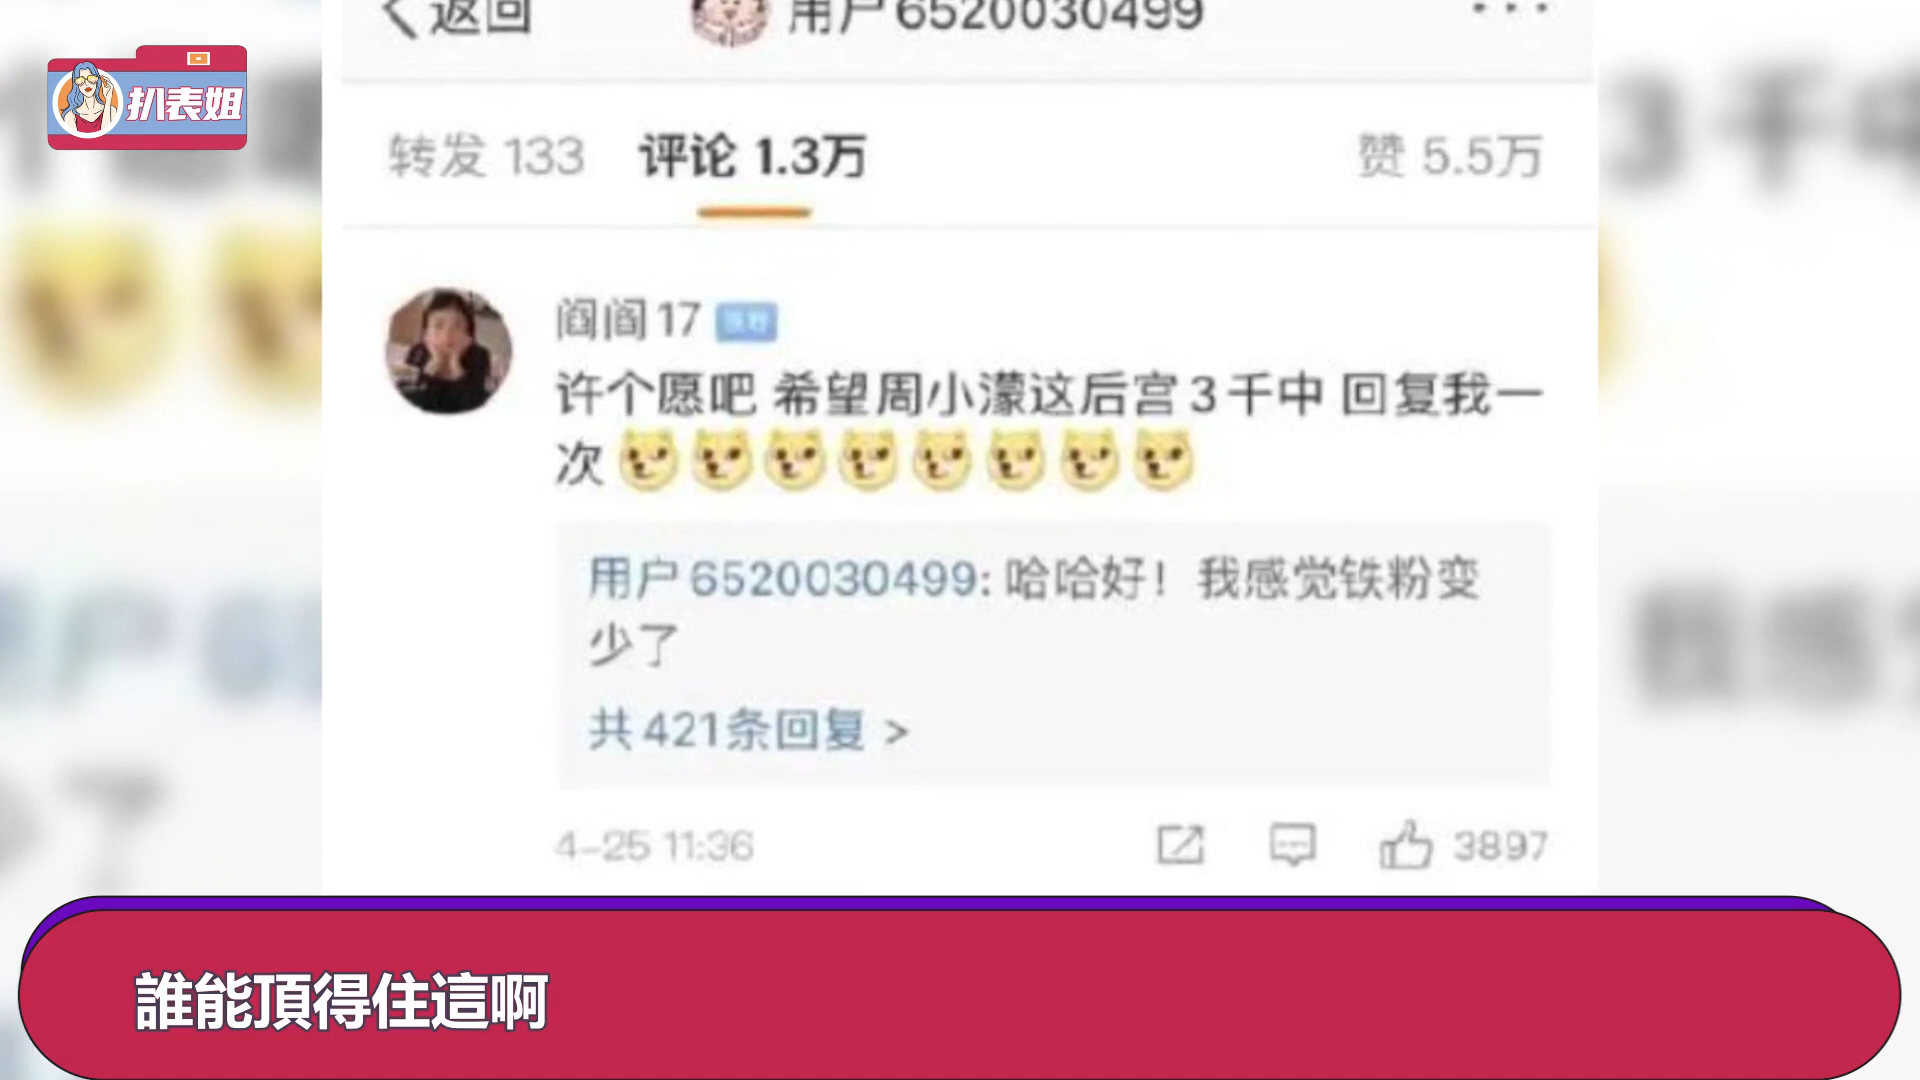 返回
用户6520030499
扒表姐
转发 133
评论 1.3万
赞 5.5万
阎阎17
许个愿吧 希望周小濛这后宫3千中 回复我一
次
用户6520030499: 哈哈好！我感觉铁粉变
少了
共421条回复 >
4-25 11:36
3897
誰能頂得住這啊